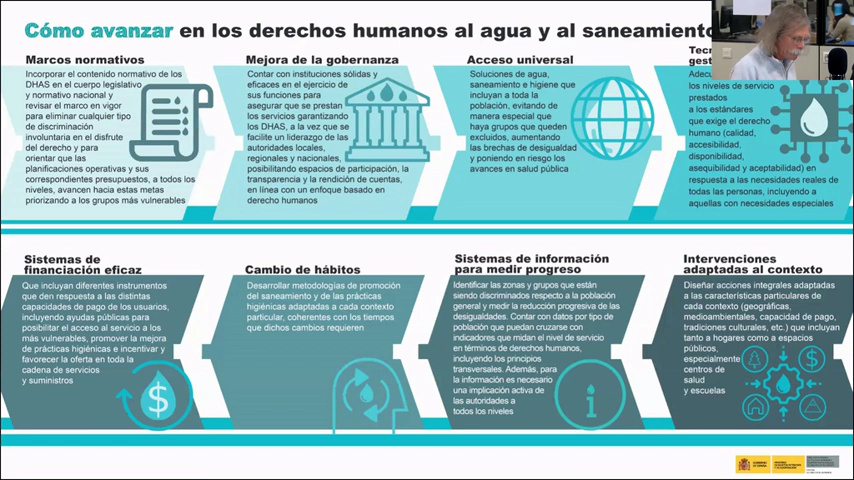 Cómo avanzar en los derechos humanos al agua y al saneamiento
Marcos normativos
Incorporar el contenido normativo de los
DHAS en el cuerpo legislativo
y normativo nacional y
revisar el marco en vigor
para eliminar cualquier tipo
de discriminación
involuntaria en el disfrute
del derecho y para
orientar que las
planificaciones operativas y sus
correspondientes presupuestos, a todos los
niveles, avancen hacia estas metas
priorizando a los grupos más vulnerables
Mejora de la gobernanza
Contar con instituciones sólidas y
eficaces en el ejercicio de
sus funciones para
asegurar que se prestan
los servicios garantizando
los DHAS, a la vez que se
facilite un liderazgo de las
autoridades locales,
regionales y nacionales,
posibilitando espacios de participación, la
transparencia y la rendición de cuentas,
en línea con un enfoque basado en
derecho humanos
Acceso universal
Soluciones de agua,
saneamiento e higiene que
incluyan a toda la
población, evitando de
manera especial que
haya grupos que queden
excluidos, aumentando
las brechas de desigualdad
y poniendo en riesgo los
avances en salud pública
los niveles de servicio
prestados
a los estándares
que exige el derecho
humano (calidad,
accesibilidad,
disponibilidad,
asequibilidad y aceptabilidad) en
respuesta a las necesidades reales de
todas las personas, incluyendo a
aquellas con necesidades especiales
Sistemas de
financiación eficaz
Que incluyan diferentes instrumentos
que den respuesta a las distintas
capacidades de pago de los usuarios,
incluyendo ayudas públicas para
posibilitar el acceso al servicio a los
más vulnerables, promover la mejora
de prácticas higiénicas e incentivar y
favorecer la oferta en toda la
cadena de servicios
y suministros
Cambio de hábitos
Desarrollar metodologías de promoción
del saneamiento y de las prácticas
higiénicas adaptadas a cada contexto
particular, coherentes con los tiempos
que dichos cambios requieren
Sistemas de información
para medir progreso
Identificar las zonas y grupos que están
siendo discriminados respecto a la población
general y medir la reducción progresiva de las
desigualdades. Contar con datos por tipo de
población que puedan cruzarse con
indicadores que midan el nivel de servicio
en términos de derechos humanos,
incluyendo los principios
transversales. Además, para
la información es necesario
una implicación activa de
las autoridades a
todos los niveles
Intervenciones
adaptadas al contexto
Diseñar acciones integrales adaptadas
a las características particulares de
cada contexto (geográficas,
medioambientales, capacidad de pago,
tradiciones culturales, etc.) que incluyan
tanto a hogares como a espacios
públicos,
especialmente
centros de
salud
y escuelas